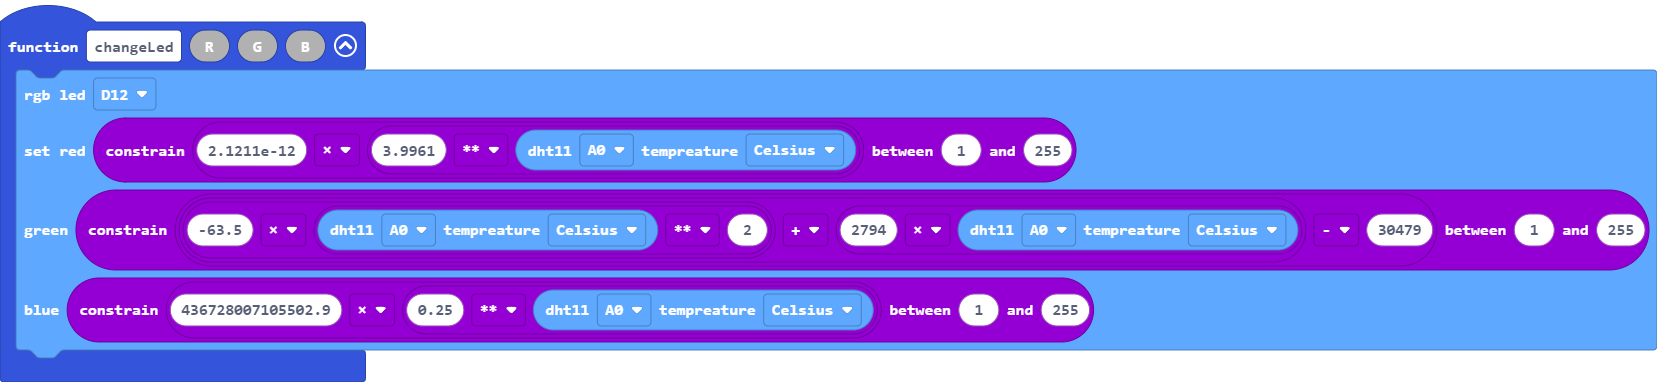 function changeLed R G B
rgb led D12
set red constrain 2.1211e-12 × 3.9961 ** dht11 A0 tempreature Celsius between 1 and 255
green constrain -63.5 × dht11 A0 tempreature Celsius ** 2 + 2794 × dht11 A0 tempreature Celsius - 30479 between 1 and 255
blue constrain 436728007105502.9 × 0.25 ** dht11 A0 tempreature Celsius between 1 and 255